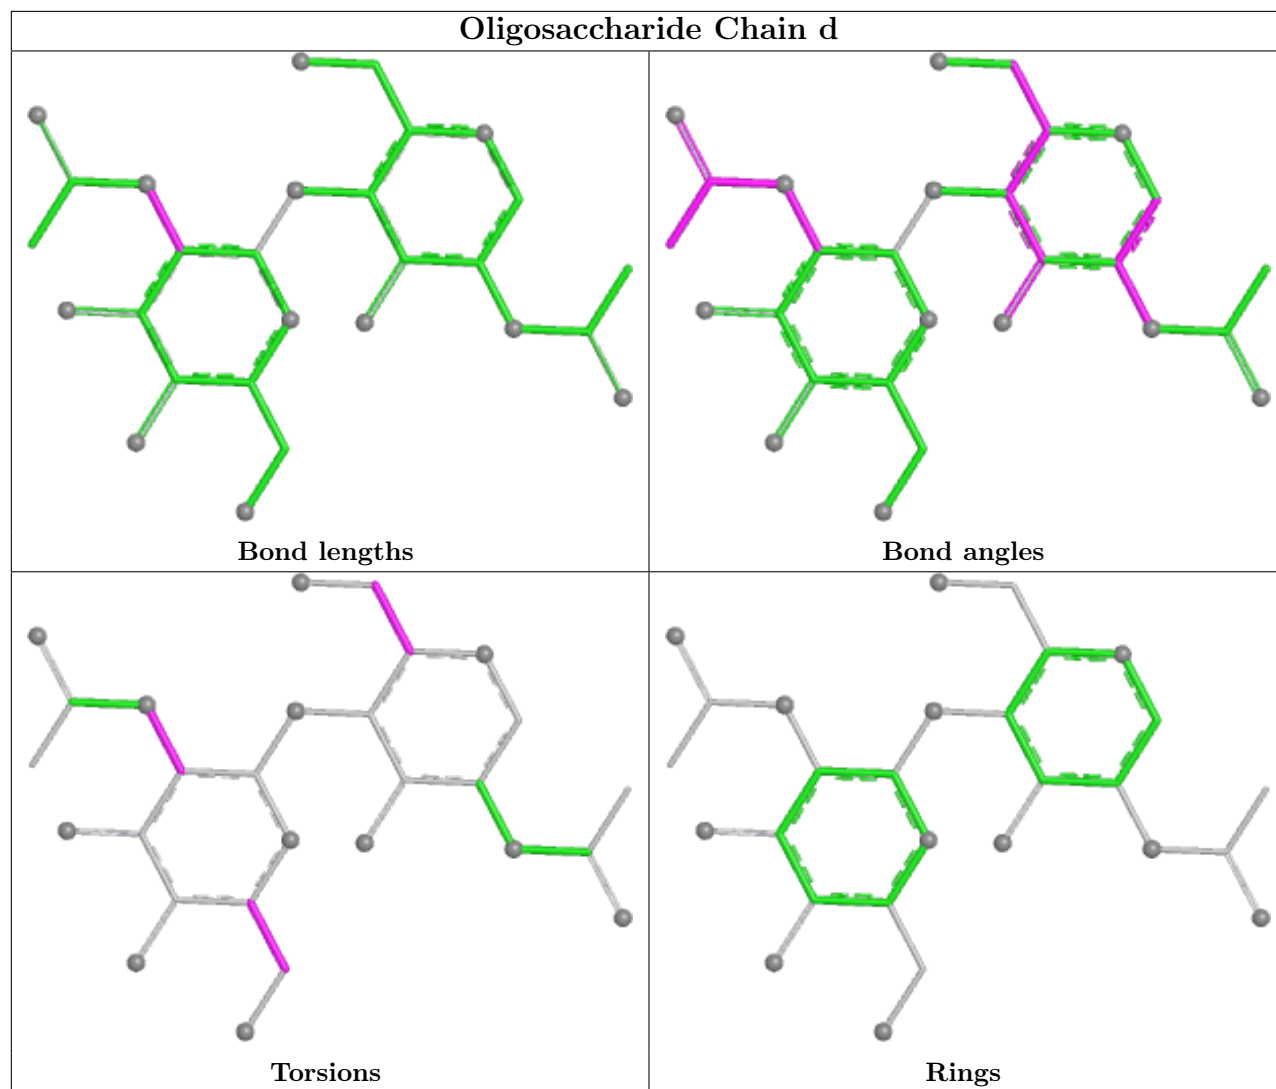 Oligosaccharide Chain d
Bond lengths
Bond angles
Torsions
Rings